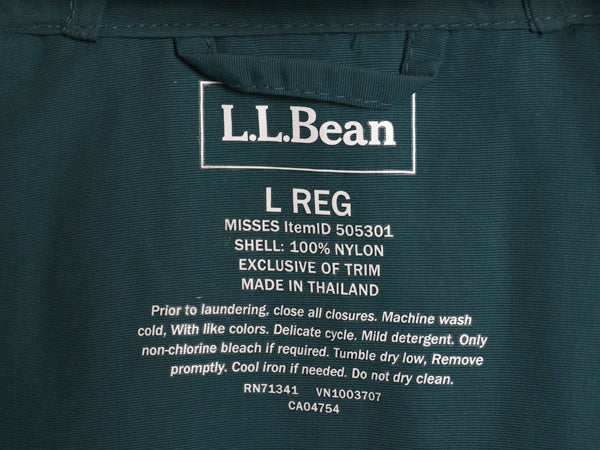 L.L.Bean
L REG
MISSES ItemID 505301
SHELL: 100% NYLON
EXCLUSIVE OF TRIM
MADE IN THAILAND
Prior to laundering, close all closures. Machine wash
cold, With like colors. Delicate cycle. Mild detergent. Only
non-chlorine bleach if required. Tumble dry low, Remove
promptly. Cool iron if needed. Do not dry clean.
RN71341 VN1003707
CA04754